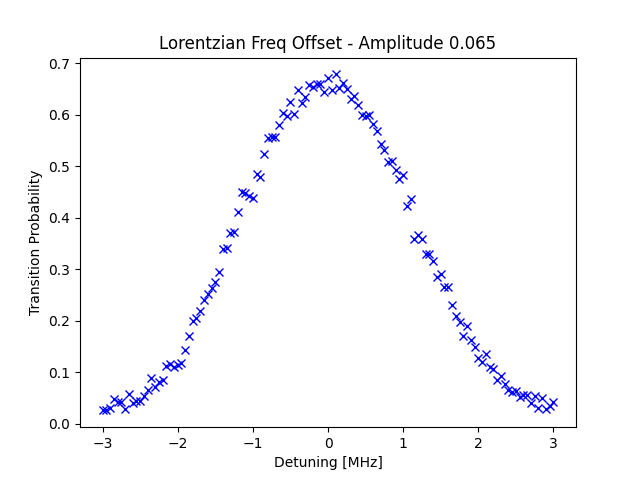 Lorentzian Freq Offset - Amplitude 0.065
0.7
0.6
0.5
0.4
0.3
0.2
0.1
0.0
Transition Probability
−3 −2 −1 0 1 2 3
Detuning [MHz]